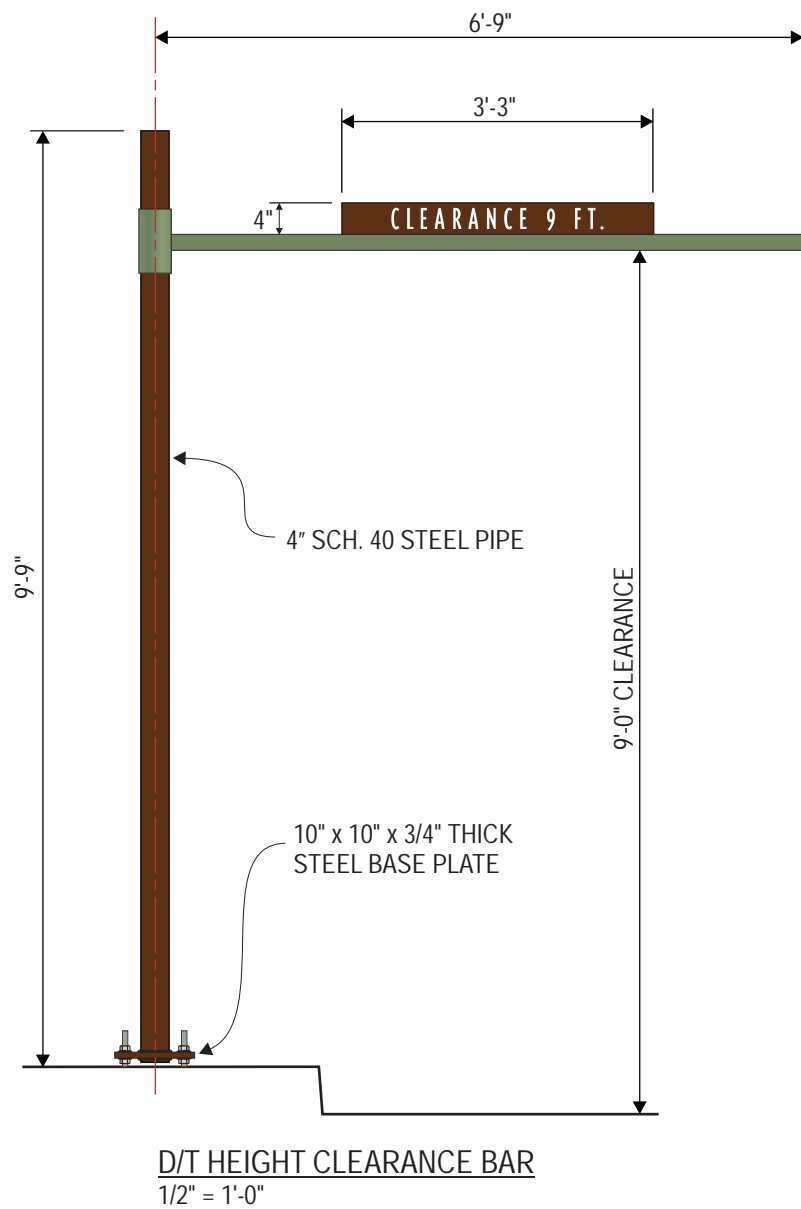 6'-9"
3'-3"
4"
CLEARANCE 9 FT.
4" SCH. 40 STEEL PIPE
9'-9"
9'-0" CLEARANCE
10" x 10" x 3/4" THICK
STEEL BASE PLATE
D/T HEIGHT CLEARANCE BAR
1/2" = 1'-0"